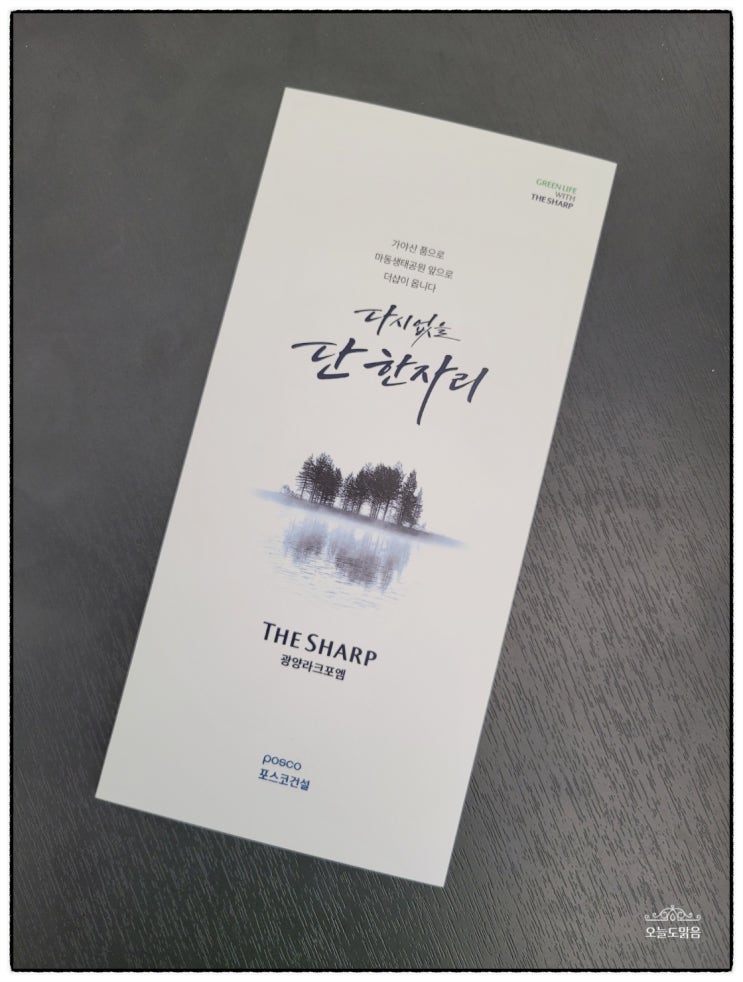 GREEN LIFE
WITH
THE SHARP
가야산 품으로
마동생태공원 앞으로
더샵이 옵니다
다시없을
단 한자리
THE SHARP
광양라크포엠
posco
포스코건설
오늘도맑음